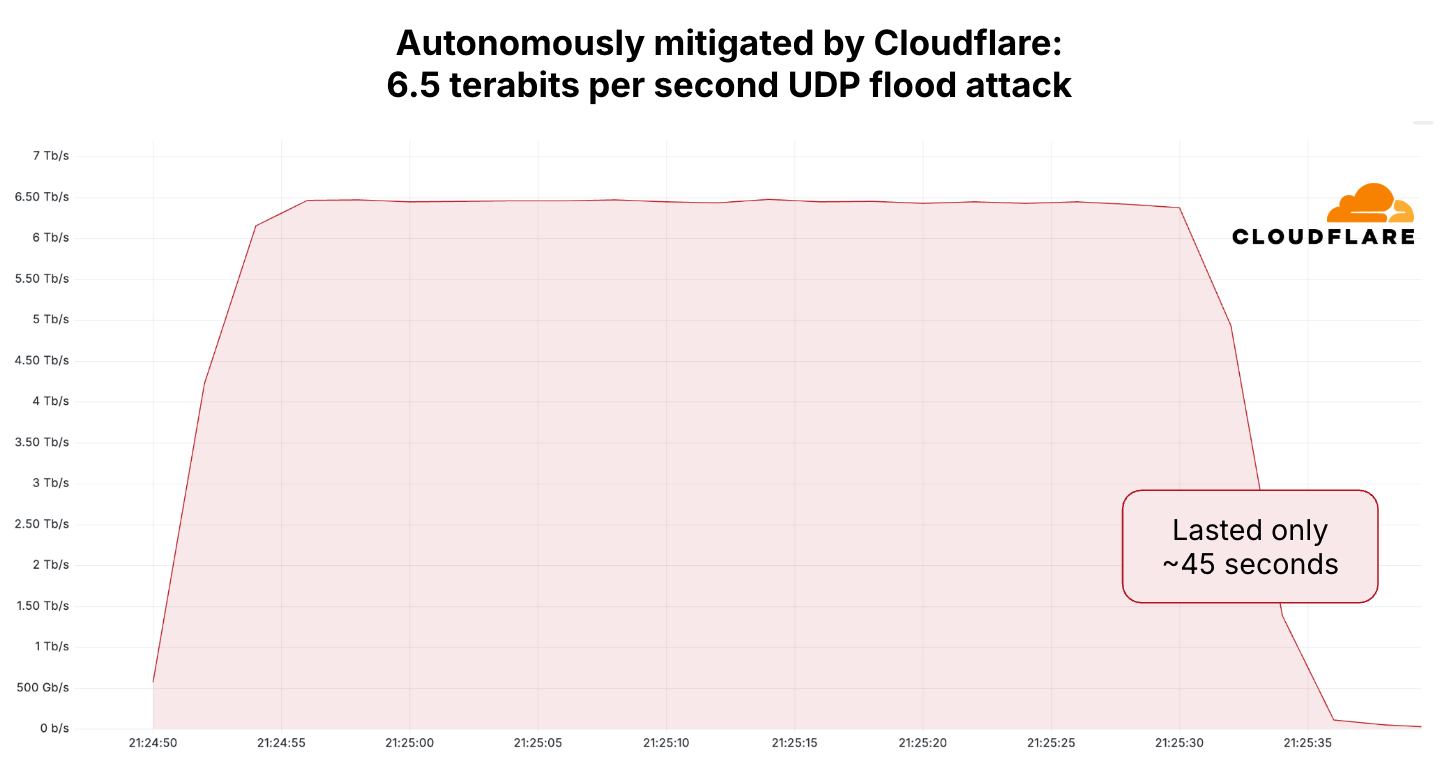 Autonomously mitigated by Cloudflare:
6.5 terabits per second UDP flood attack
7 Tb/s
6.50 Tb/s
6 Tb/s
5.50 Tb/s
5 Tb/s
4.50 Tb/s
4 Tb/s
3.50 Tb/s
3 Tb/s
2.50 Tb/s
2 Tb/s
1.50 Tb/s
1 Tb/s
500 Gb/s
0 b/s
CLOUDFLARE
Lasted only
~45 seconds
21:24:50
21:24:55
21:25:00
21:25:05
21:25:10
21:25:15
21:25:20
21:25:25
21:25:30
21:25:35